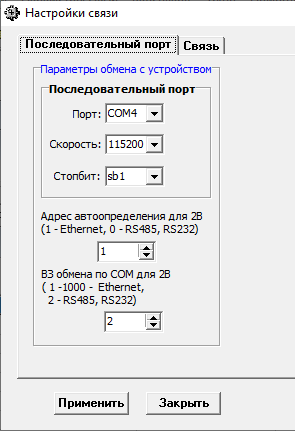 Настройки связи
Последовательный порт Связь
Параметры обмена с устройством
Последовательный порт
Порт: COM4
Скорость: 115200
Стопбит: sb1
Адрес автоопределения для 2В
(1 - Ethernet, 0 - RS485, RS232)
1
ВЗ обмена по COM для 2В
( 1 -1000 - Ethernet,
2 - RS485, RS232)
2
Применить Закрыть